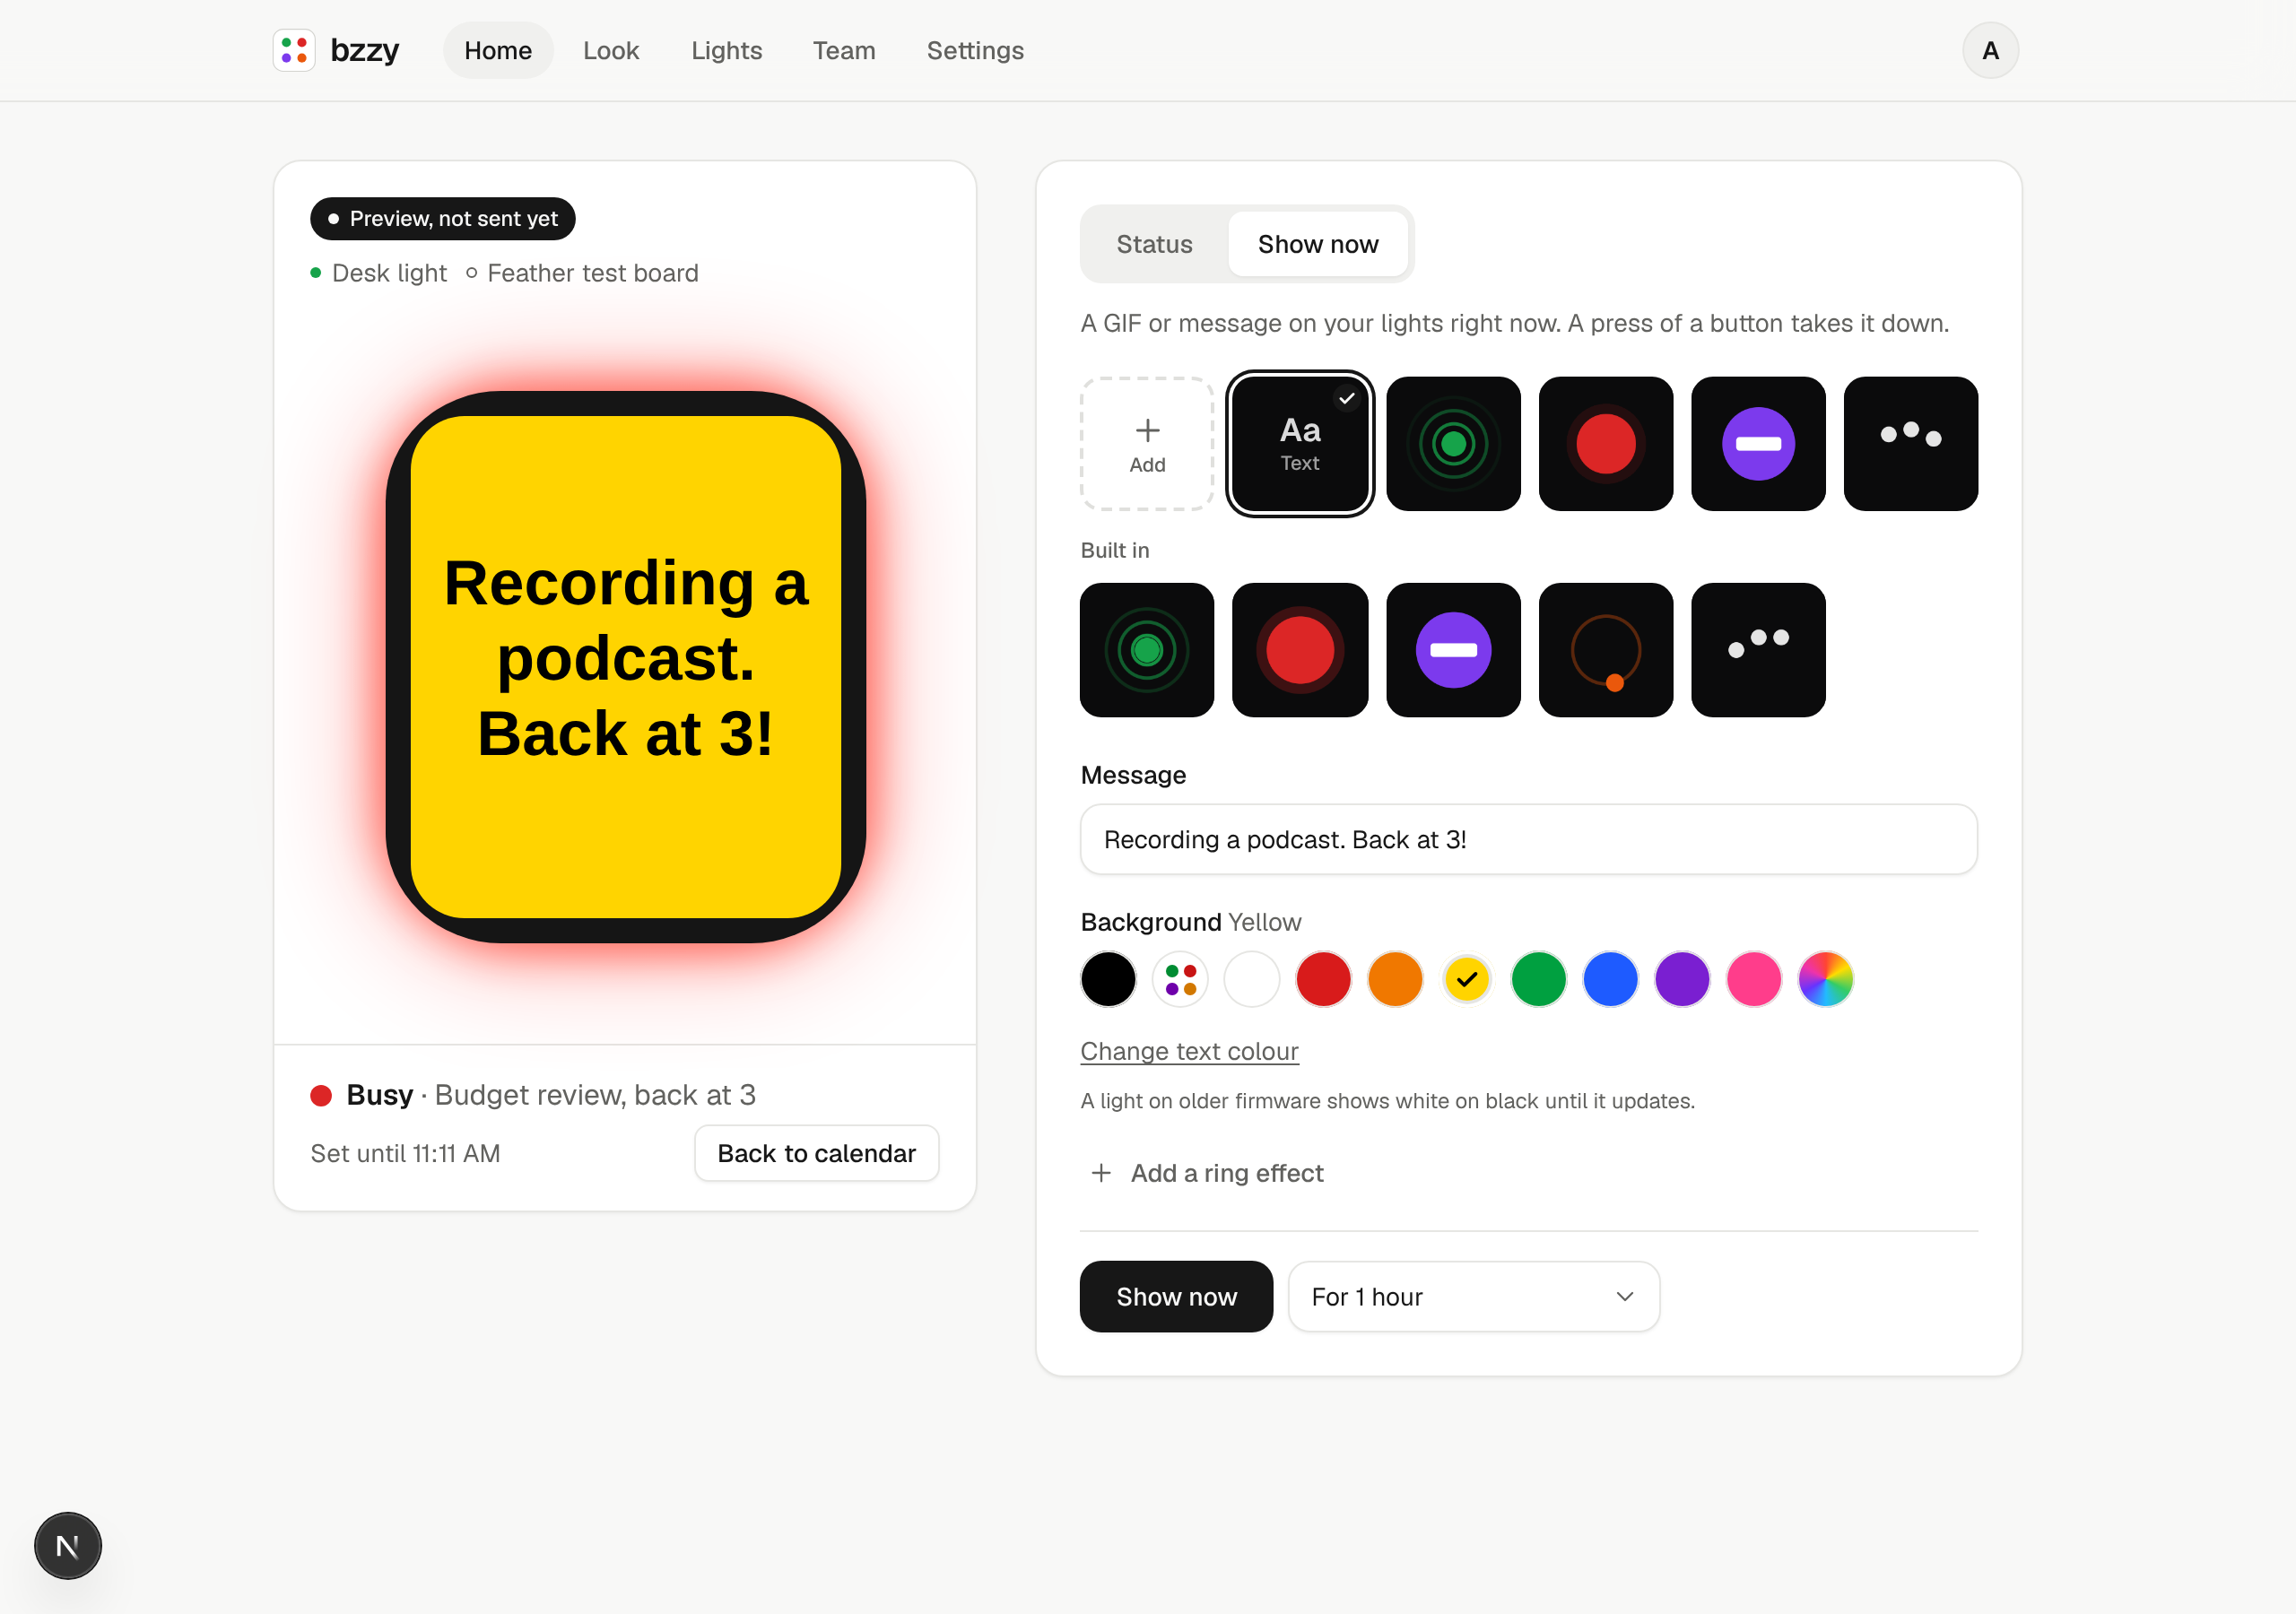 bzzy
Home
Look
Lights
Team
Settings
A
Preview, not sent yet
Desk light
Feather test board
Recording a
podcast.
Back at 3!
Busy · Budget review, back at 3
Set until 11:11 AM
Back to calendar
Status
Show now
A GIF or message on your lights right now. A press of a button takes it down.
Add
Aa
Text
Built in
Message
Recording a podcast. Back at 3!
Background Yellow
Change text colour
A light on older firmware shows white on black until it updates.
Add a ring effect
Show now
For 1 hour
N